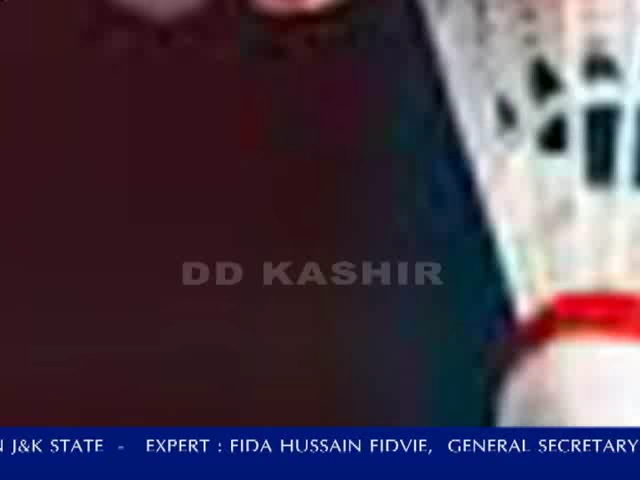 DD KASHIR
N J&K STATE - EXPERT : FIDA HUSSAIN FIDVIE, GENERAL SECRETARY